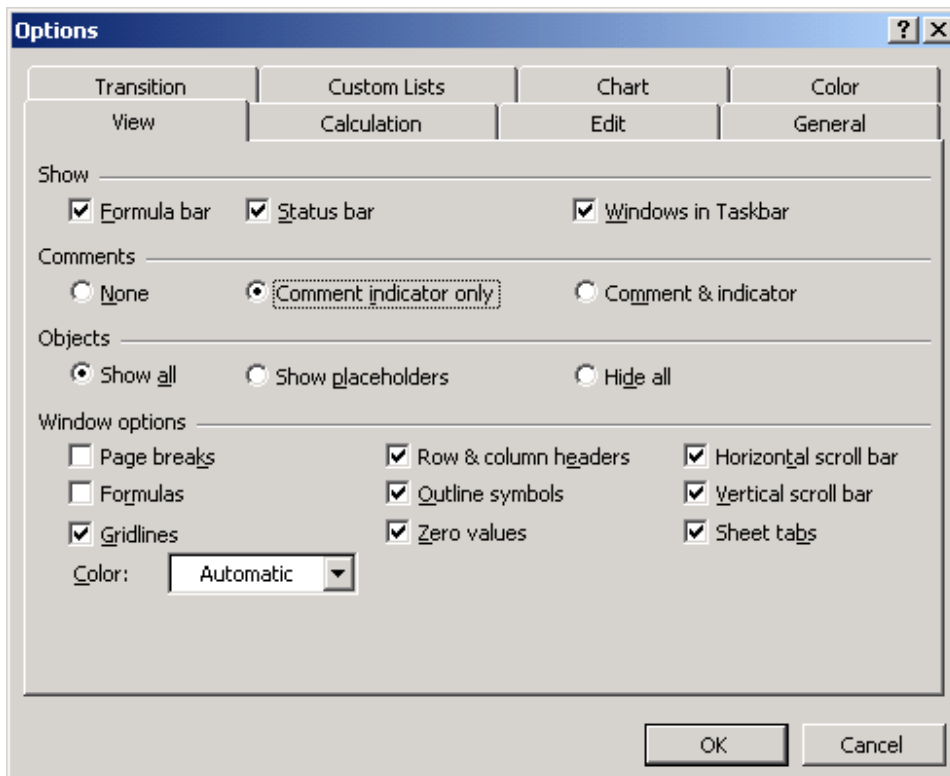 Options
Transition Custom Lists Chart Color
View Calculation Edit General
Show
Formula bar Status bar Windows in Taskbar
Comments
None Comment indicator only Comment & indicator
Objects
Show all Show placeholders Hide all
Window options
Page breaks Row & column headers Horizontal scroll bar
Formulas Outline symbols Vertical scroll bar
Gridlines Zero values Sheet tabs
Color: Automatic
OK Cancel